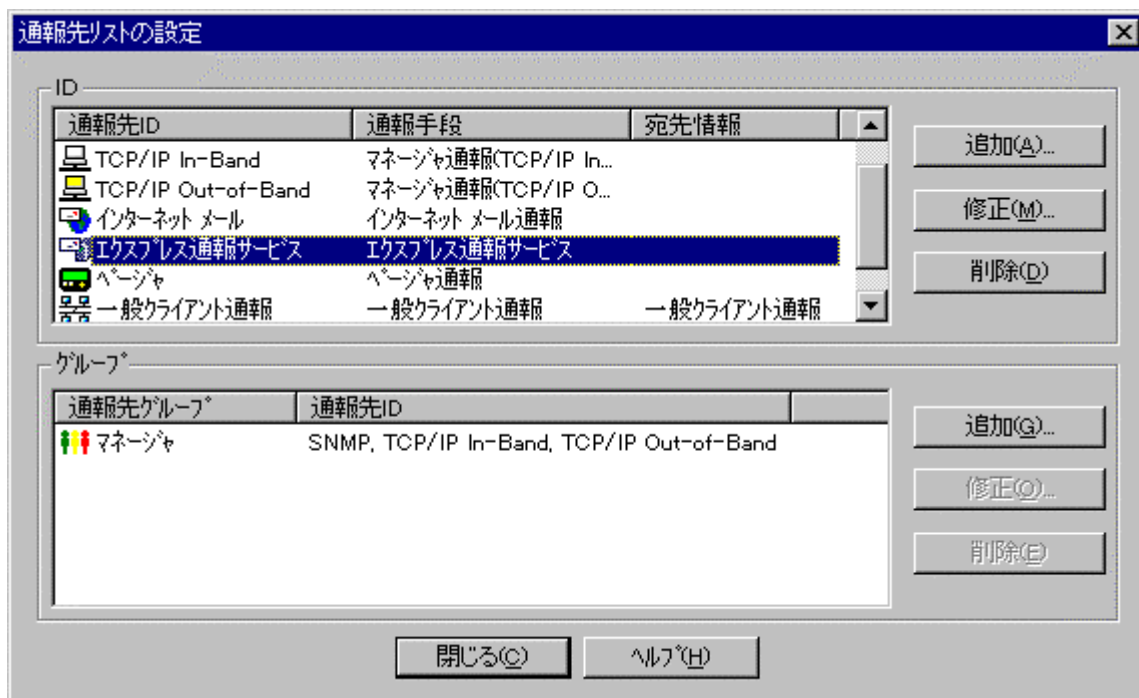 通報先リストの設定
ID
通報先ID 通報手段 宛先情報
TCP/IP In-Band マネージャ通報(TCP/IP In...
TCP/IP Out-of-Band マネージャ通報(TCP/IP O...
インターネット メール インターネット メール通報
エクスプレス通報サービス エクスプレス通報サービス
ページャ ページャ通報
一般クライアント通報 一般クライアント通報 一般クライアント通報
追加(A)...
修正(M)...
削除(D)
グループ
通報先グループ 通報先ID
マネージャ SNMP, TCP/IP In-Band, TCP/IP Out-of-Band
追加(G)...
修正(O)...
削除(E)
閉じる(C) ヘルプ(H)